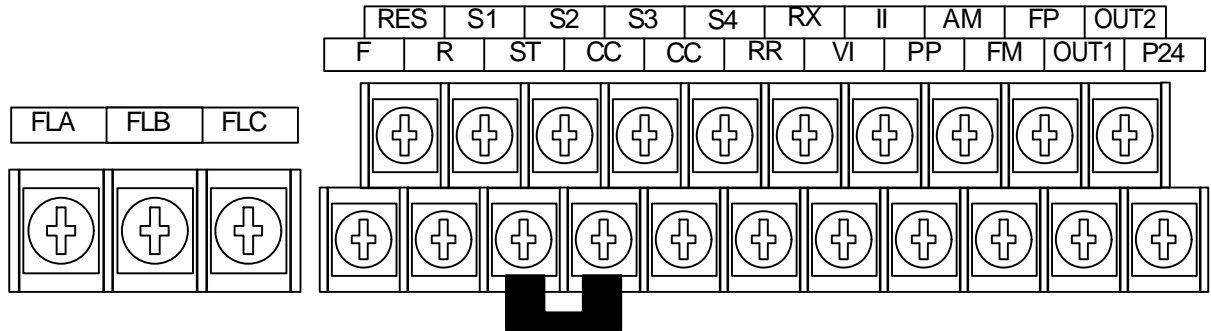 RES S1 S2 S3 S4 RX II AM FP OUT2
F R ST CC CC RR VI PP FM OUT1 P24
FLA FLB FLC